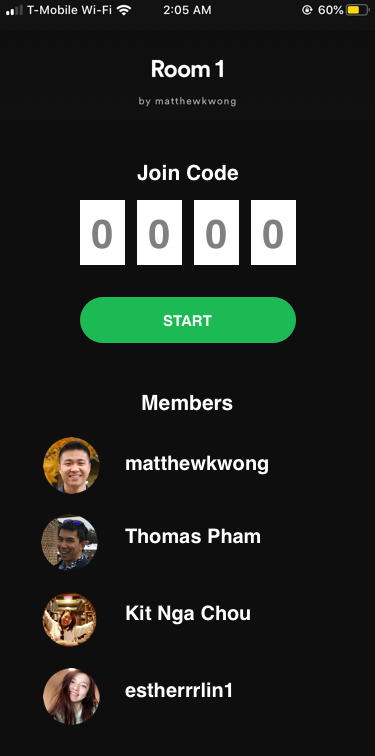 T-Mobile Wi-Fi 2:05 AM 60%
Room 1
by matthewkwong
Join Code
0 0 0 0
START
Members
matthewkwong
Thomas Pham
Kit Nga Chou
estherrrlin1